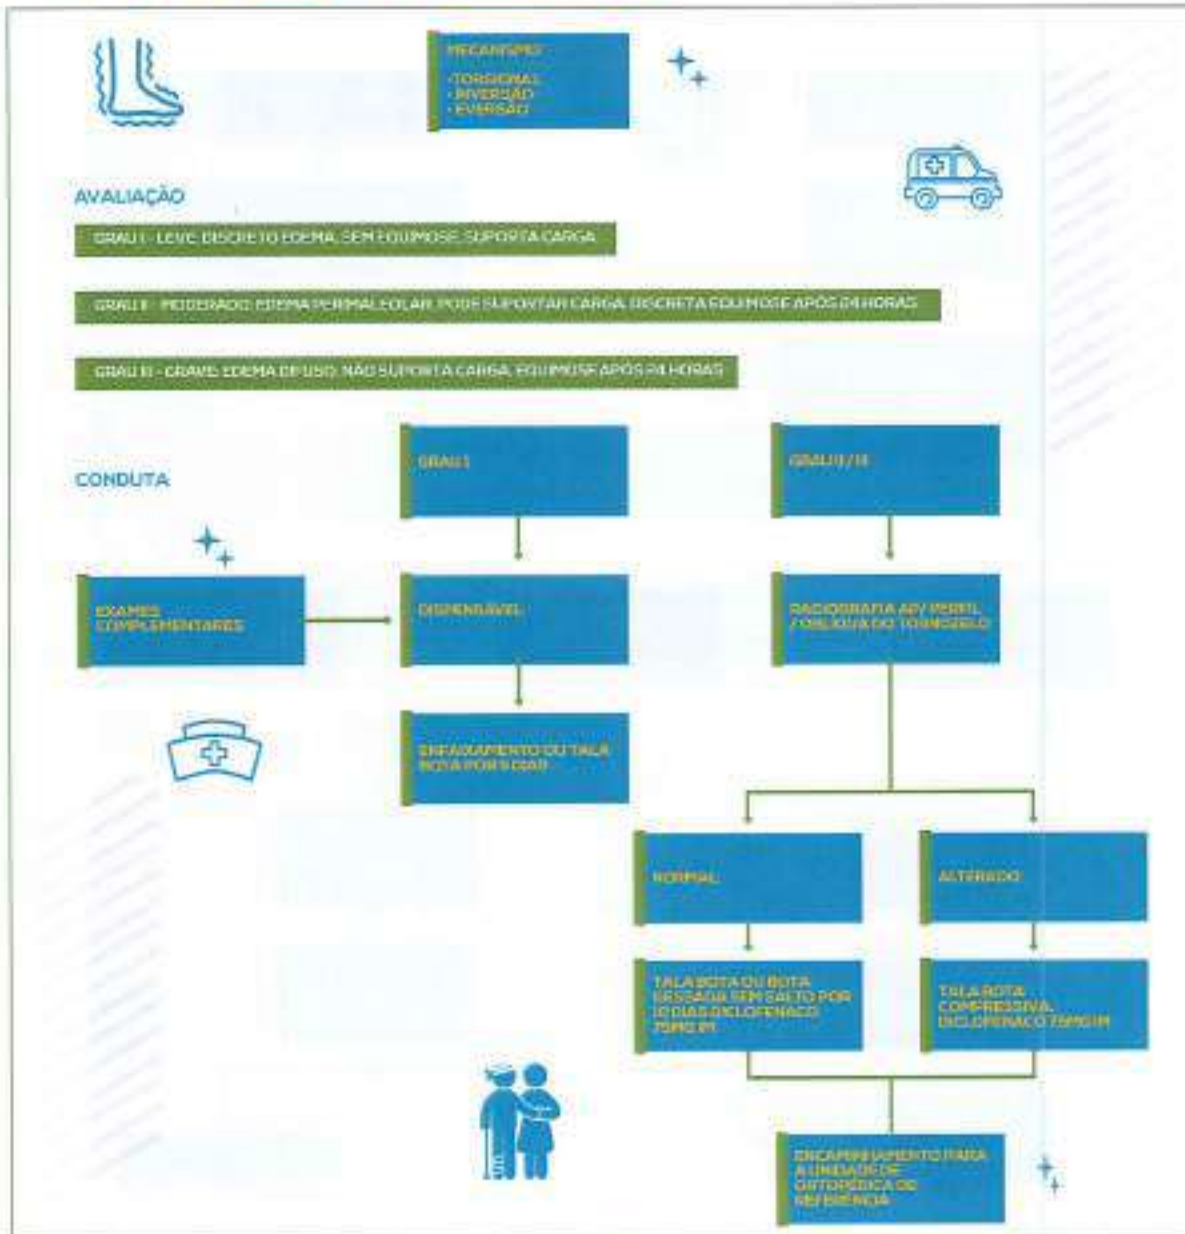 MECANISMO
• TORSIONAL
• INVERSÃO
• EVERSÃO
AVALIAÇÃO
GRAU I - LEVE: DISCRETO EDEMA, SEM EQUIMOSE, SUPORTA CARGA
GRAU II - MODERADO: EDEMA PERIMALEOLAR, PODE SUPORTAR CARGA, DISCRETA EQUIMOSE APÓS 24 HORAS
GRAU III - GRAVE: EDEMA DIFUSO, NÃO SUPORTA CARGA, EQUIMOSE APÓS 24 HORAS
CONDUTA
GRAU I
GRAU II / III
EXAMES
COMPLEMENTARES
DISPENSÁVEL
RADIOGRAFIA AP/ PERFIL
/ OBLIQUA DO TORNOZELO
ENFAIXAMENTO OU TALA
BOTA POR DIAS
NORMAL
ALTERADO
TALA BOTA OU BOTA
GESSADA SEM SALTO POR
10 DIAS DICLOFENACO
75MG IM
TALA BOTA
COMPRESSIVA.
DICLOFENACO 75MG IM
ENCAMINHAMENTO PARA
A UNIDADE DE
ORTOPÉDICA DE
REFERÊNCIA